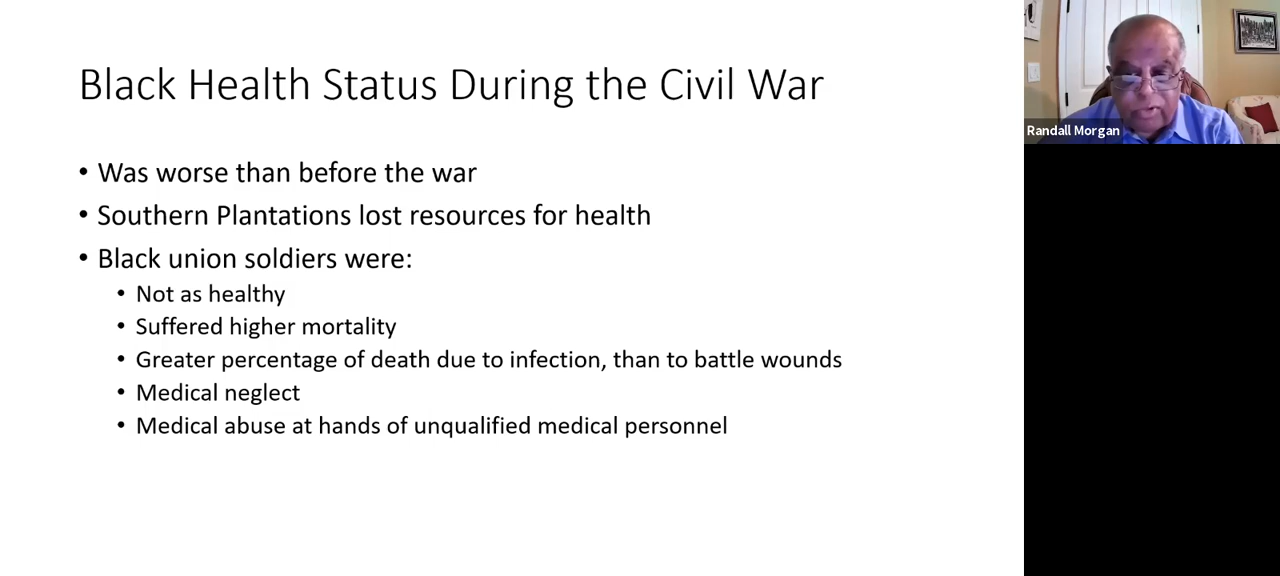 Black Health Status During the Civil War
• Was worse than before the war
• Southern Plantations lost resources for health
• Black union soldiers were:
• Not as healthy
• Suffered higher mortality
• Greater percentage of death due to infection, than to battle wounds
• Medical neglect
• Medical abuse at hands of unqualified medical personnel
Randall Morgan